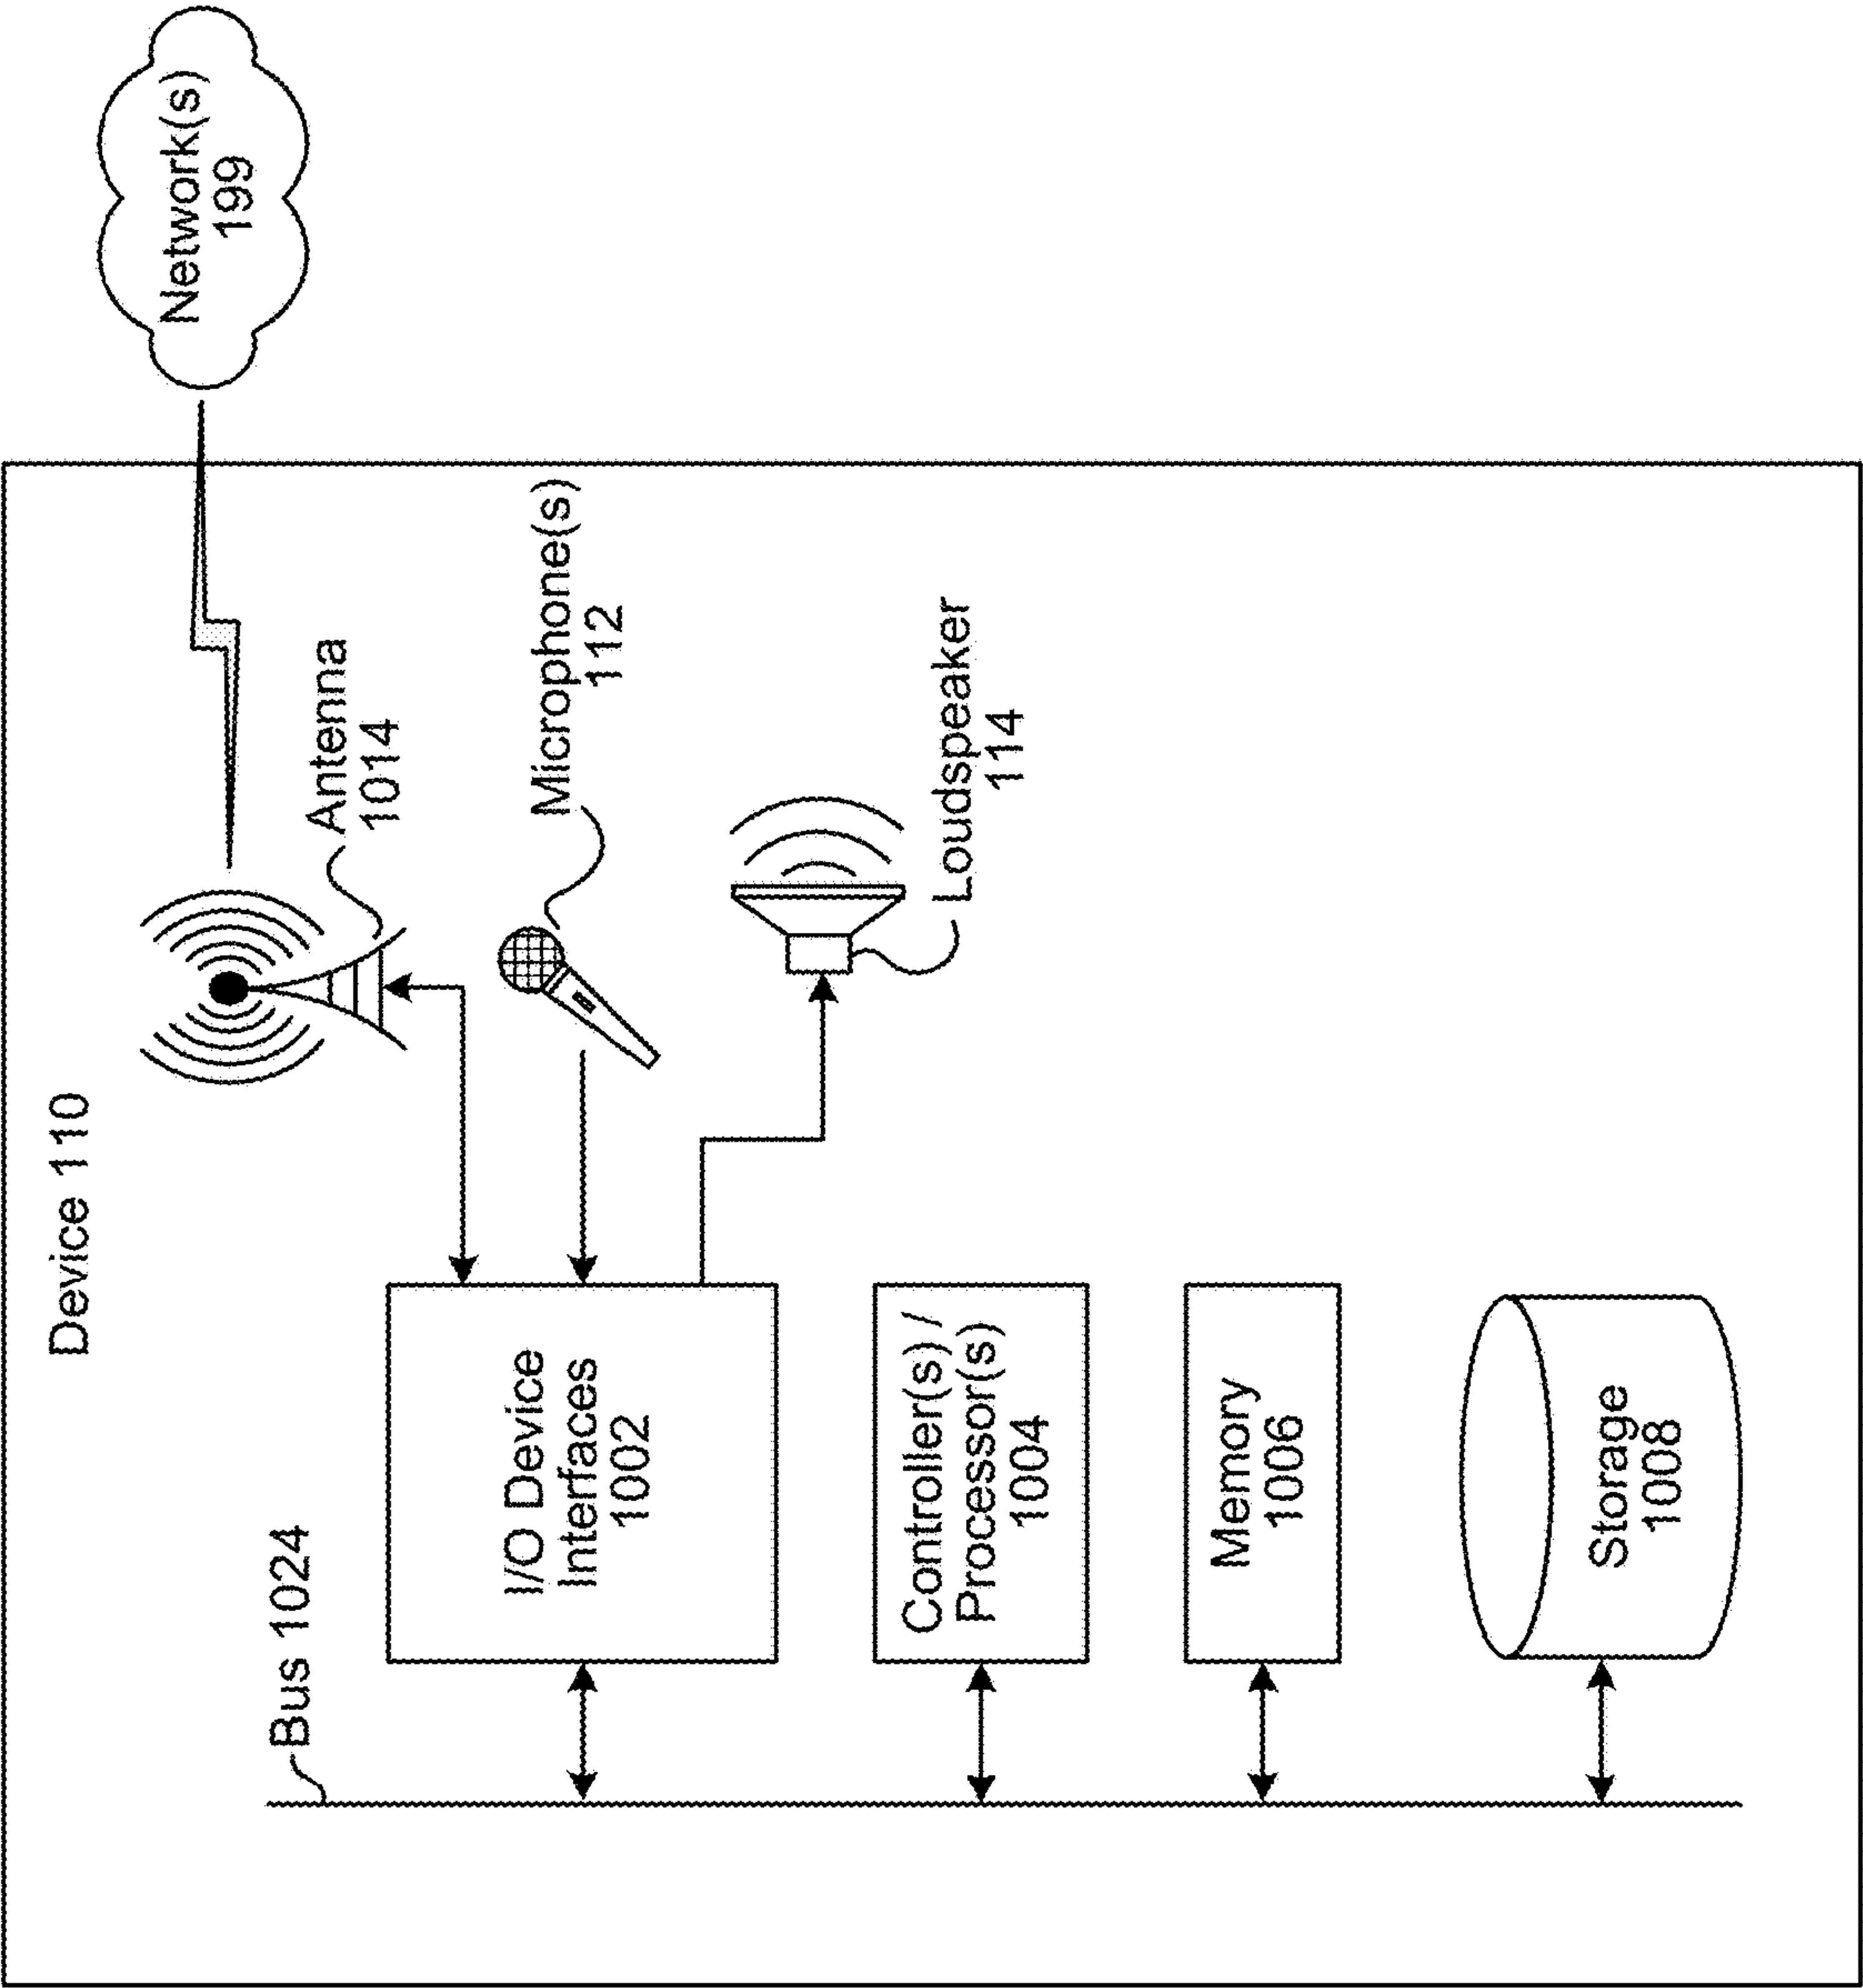 Device 110
Network(s)
199
Bus 1024
Antenna
1014
I/O Device
Interfaces
1002
Microphone(s)
112
Loudspeaker
114
Controller(s) /
Processor(s)
1004
Memory
1006
Storage
1008